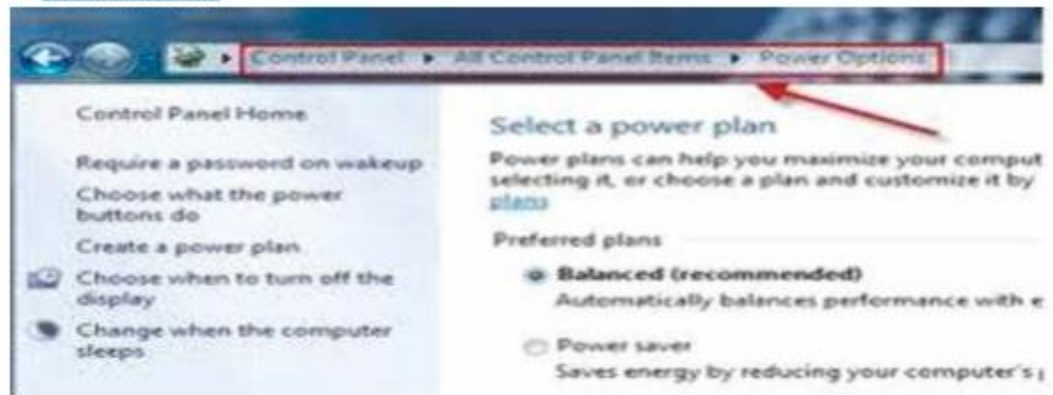 Control Panel ▸ All Control Panel Items ▸ Power Options
Control Panel Home
Require a password on wakeup
Choose what the power
buttons do
Create a power plan
Choose when to turn off the
display
Change when the computer
sleeps
Select a power plan
Power plans can help you maximize your comput
selecting it, or choose a plan and customize it by
plans
Preferred plans
Balanced (recommended)
Automatically balances performance with e
Power saver
Saves energy by reducing your computer's